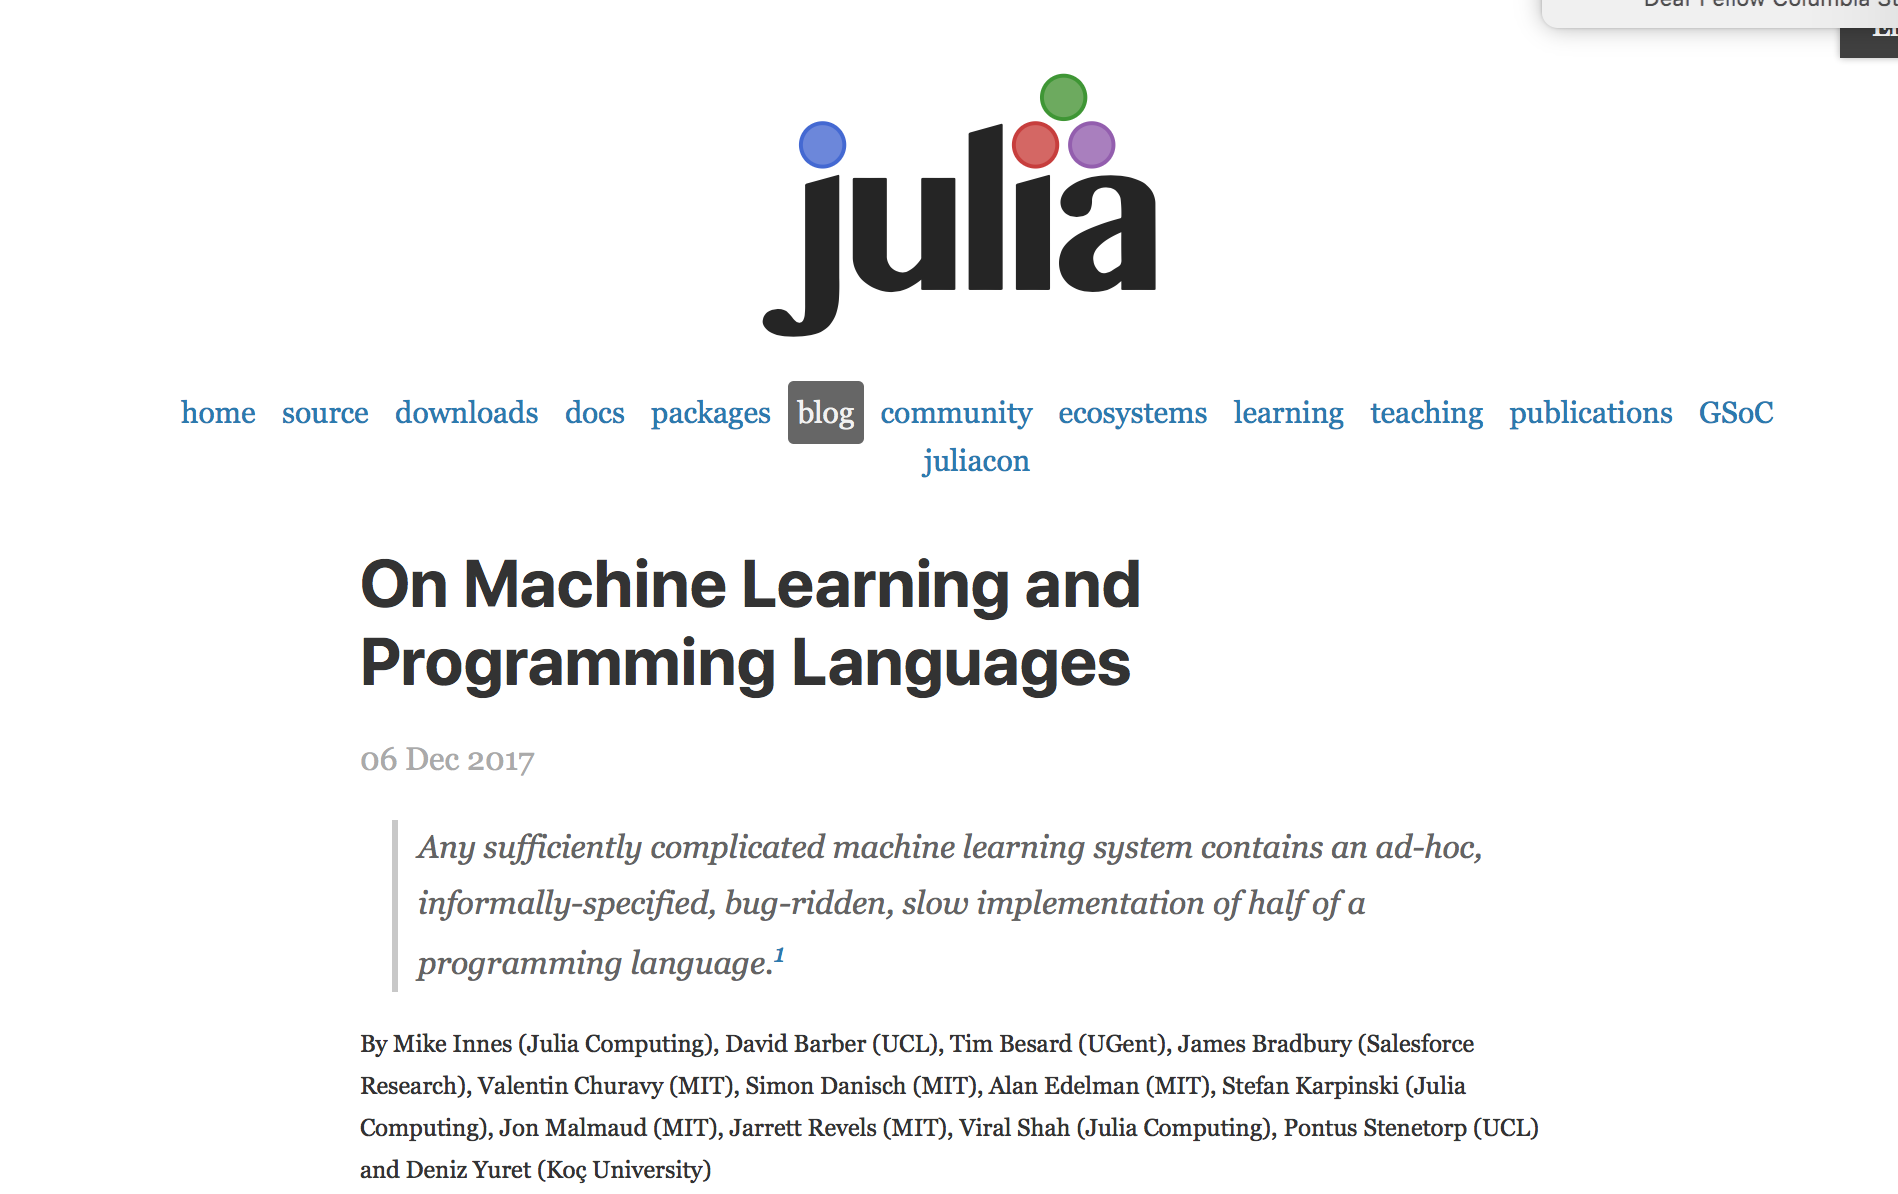 Dear Fellow Columbia
julia
home source downloads docs packages blog community ecosystems learning teaching publications GSoC
juliacon
On Machine Learning and
Programming Languages
06 Dec 2017
Any sufficiently complicated machine learning system contains an ad-hoc,
informally-specified, bug-ridden, slow implementation of half of a
programming language.1
By Mike Innes (Julia Computing), David Barber (UCL), Tim Besard (UGent), James Bradbury (Salesforce
Research), Valentin Churavy (MIT), Simon Danisch (MIT), Alan Edelman (MIT), Stefan Karpinski (Julia
Computing), Jon Malmaud (MIT), Jarrett Revels (MIT), Viral Shah (Julia Computing), Pontus Stenetorp (UCL)
and Deniz Yuret (Koç University)